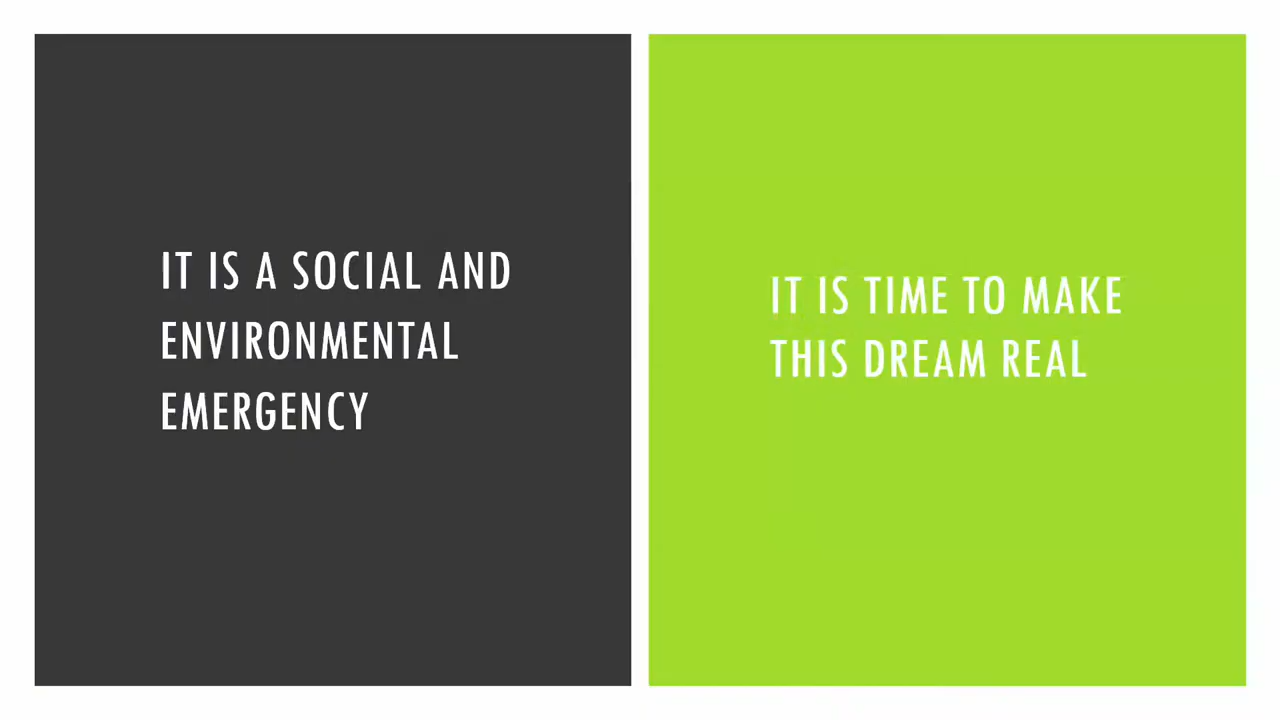 IT IS A SOCIAL AND
ENVIRONMENTAL
EMERGENCY
IT IS TIME TO MAKE
THIS DREAM REAL